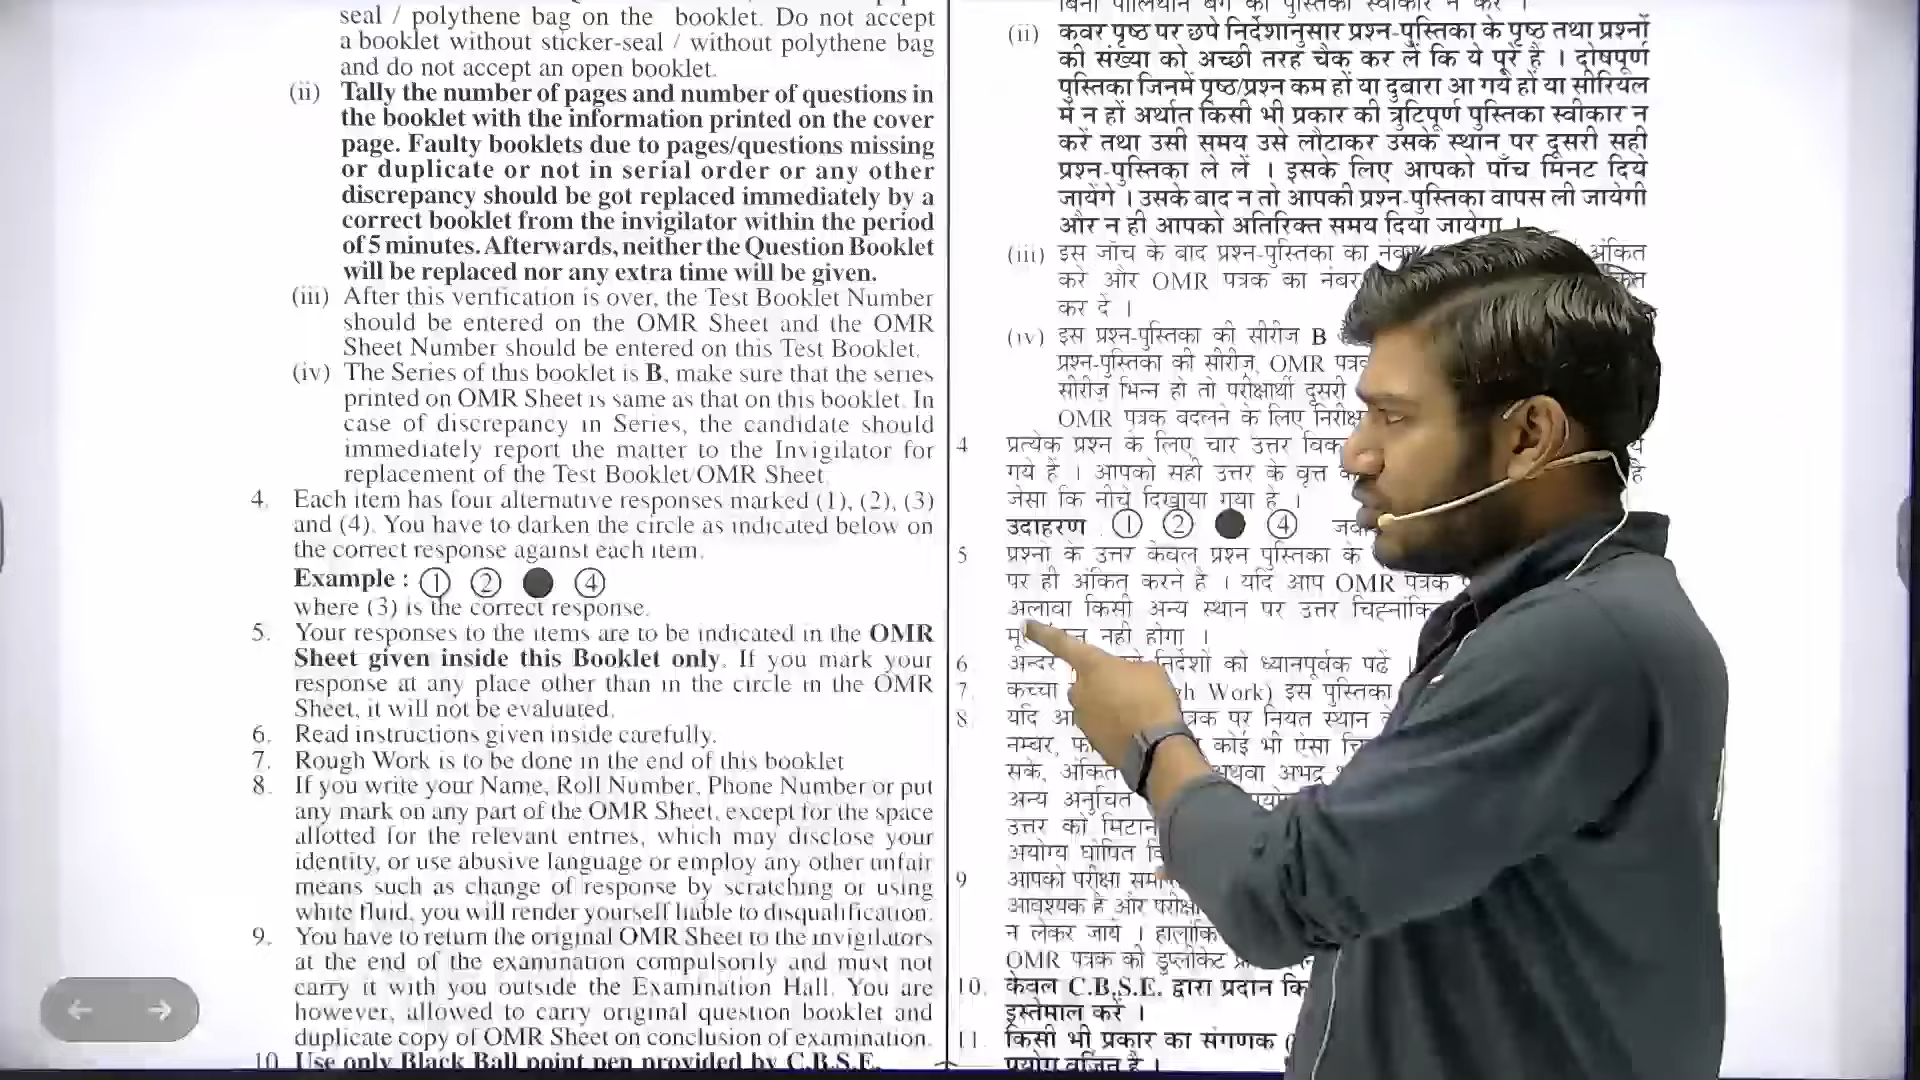 seal / polythene bag on the booklet. Do not accept
a booklet without sticker-seal / without polythene bag
and do not accept an open booklet.
(ii) Tally the number of pages and number of questions in
the booklet with the information printed on the cover
page. Faulty booklets due to pages/questions missing
or duplicate or not in serial order or any other
discrepancy should be got replaced immediately by a
correct booklet from the invigilator within the period
of 5 minutes. Afterwards, neither the Question Booklet
will be replaced nor any extra time will be given.
(iii) After this verification is over, the Test Booklet Number
should be entered on the OMR Sheet and the OMR
Sheet Number should be entered on this Test Booklet.
(iv) The Series of this booklet is B, make sure that the series
printed on OMR Sheet is same as that on this booklet. In
case of discrepancy in Series, the candidate should
immediately report the matter to the Invigilator for
replacement of the Test Booklet/OMR Sheet
4. Each item has four alternative responses marked (1), (2), (3)
and (4). You have to darken the circle as indicated below on
the correct response against each item.
Example : ① ② ● ④
where (3) is the correct response.
5. Your responses to the items are to be indicated in the OMR
Sheet given inside this Booklet only. If you mark your
response at any place other than in the circle in the OMR
Sheet, it will not be evaluated.
6. Read instructions given inside carefully.
7. Rough Work is to be done in the end of this booklet
8. If you write your Name, Roll Number, Phone Number or put
any mark on any part of the OMR Sheet, except for the space
allotted for the relevant entries, which may disclose your
identity, or use abusive language or employ any other unfair
means such as change of response by scratching or using
white fluid, you will render yourself liable to disqualification.
9. You have to return the original OMR Sheet to the invigilators
at the end of the examination compulsorily and must not
carry it with you outside the Examination Hall. You are
however, allowed to carry original question booklet and
duplicate copy of OMR Sheet on conclusion of examination.
10. Use only Black Ball point pen provided by C.B.S.E.
बिना पॉलिथीन बैग की पुस्तिका स्वीकार न करें ।
(ii) कवर पृष्ठ पर छपे निर्देशानुसार प्रश्न-पुस्तिका के पृष्ठ तथा प्रश्नों
की संख्या को अच्छी तरह चैक कर लें कि ये पूरे है । दोषपूर्ण
पुस्तिका जिनमें पृष्ठ/प्रश्न कम हों या दुबारा आ गये हों या सीरियल
में न हों अर्थात किसी भी प्रकार की त्रुटिपूर्ण पुस्तिका स्वीकार न
करें तथा उसी समय उसे लौटाकर उसके स्थान पर दूसरी सही
प्रश्न-पुस्तिका ले लें । इसके लिए आपको पाँच मिनट दिये
जायेंगे । उसके बाद न तो आपकी प्रश्न-पुस्तिका वापस ली जायेगी
और न ही आपको अतिरिक्त समय दिया जायेगा ।
(iii) इस जाँच के बाद प्रश्न-पुस्तिका का नंबर अंकित
करे और OMR पत्रक का नंबर
कर दें ।
(iv) इस प्रश्न-पुस्तिका की सीरीज B
प्रश्न-पुस्तिका की सीरीज, OMR
सीरीज भिन्न हो तो परीक्षार्थी दूसरी
OMR पत्रक बदलने के लिए
4 प्रत्येक प्रश्न के लिए चार उत्तर
गये हैं । आपको सही उत्तर के वृत्त
जैसा कि नीचे दिखाया गया है ।
उदाहरण ① ② ● ④
5 प्रश्नो के उत्तर केवल प्रश्न पुस्तिका के
पर ही अंकित करने है । यदि आप OMR पत्रक
अलावा किसी अन्य स्थान पर उत्तर
नही होगा ।
6 अन्दर निर्देशों को ध्यानपूर्वक पढें ।
7. कच्चा Work) इस पुस्तिका
8 यदि पर नियत स्थान
नम्बर, कोई भी ऐसा
सके, अंकित अथवा अभद्र
अन्य अनुचित
उत्तर को मिटाने
अयोग्य घोषित
9 आपको परीक्षा
आवश्यक है और
न लेकर जायें ।
OMR पत्रक की डुप्लीकेट
10. केवल C.B.S.E. द्वारा प्रदान
इस्तेमाल करें ।
11. किसी भी प्रकार का संगणक
प्रयोग वर्जित है ।